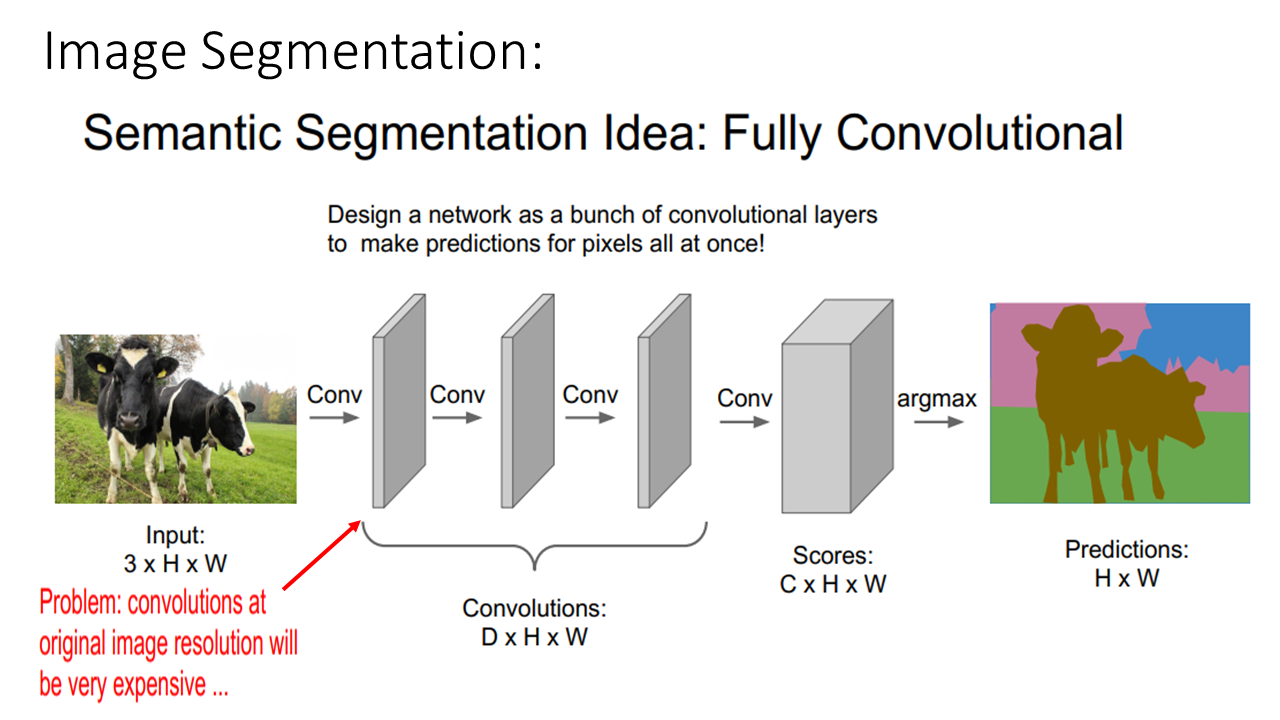 Image Segmentation:
Semantic Segmentation Idea: Fully Convolutional
Design a network as a bunch of convolutional layers
to make predictions for pixels all at once!
Conv
Conv
Conv
Conv
argmax
Input:
3 x H x W
Problem: convolutions at
original image resolution will
be very expensive ...
Convolutions:
D x H x W
Scores:
C x H x W
Predictions:
H x W